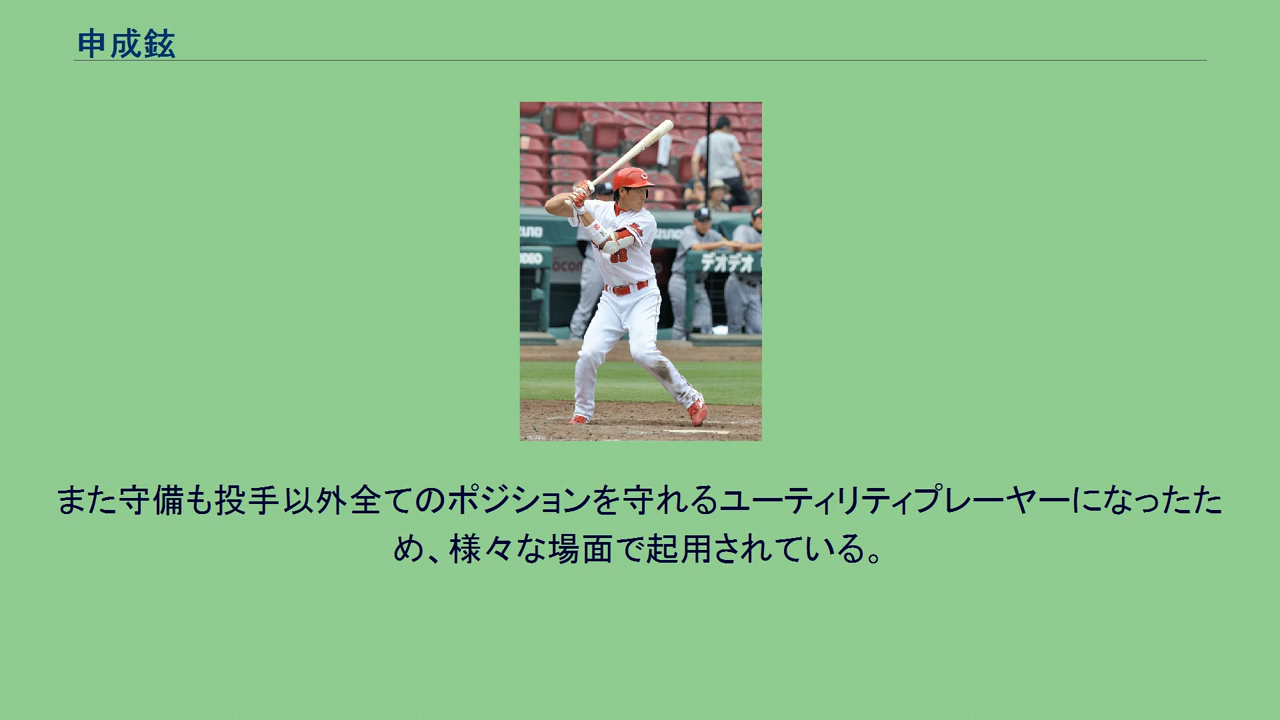 申成鉉
また守備も投手以外全てのポジションを守れるユーティリティプレーヤーになったた
め、様々な場面で起用されている。
デオデオ